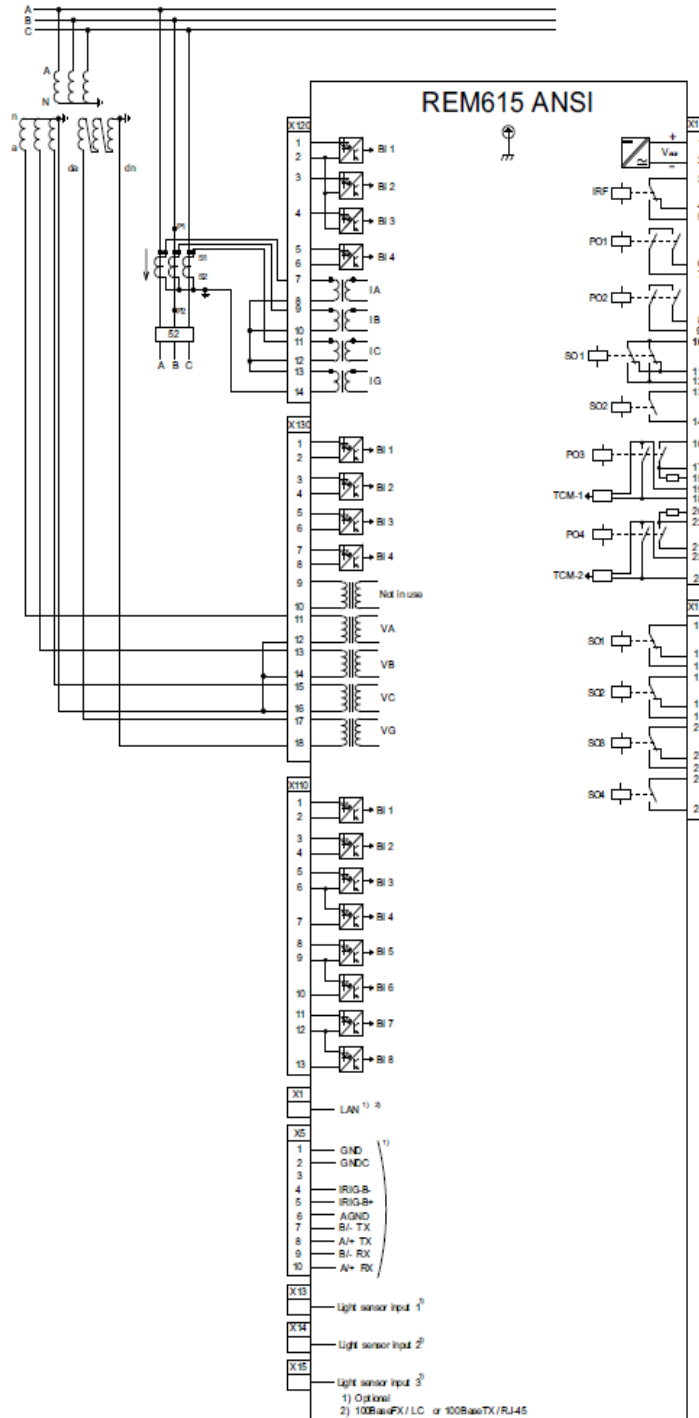 A
B
C
REM615 ANSI
A
N
n
a
da
dn
X120
1
2
3
4
5
6
7
8
9
10
11
12
13
14
BI 1
BI 2
BI 3
BI 4
IA
IB
IC
IG
P1
S1
S2
P2
52
A B C
X130
1
2
3
4
5
6
7
8
9
10
11
12
13
14
15
16
17
18
BI 1
BI 2
BI 3
BI 4
Not in use
VA
VB
VC
VG
X110
1
2
3
4
5
6
7
8
9
10
11
12
13
BI 1
BI 2
BI 3
BI 4
BI 5
BI 6
BI 7
BI 8
X1
LAN 1) 2)
X5
1 GND
2 GNDC
3
4 IRIG-B-
5 IRIG-B+
6 AGND
7 B/- TX
8 A/+ TX
9 B/- RX
10 A/+ RX
1)
X13
Light sensor input 1
X14
Light sensor input 2
X15
Light sensor input 3
1) Optional
2) 100BaseFX / LC or 100BaseTX / RJ-45
+
Vaux
−
IRF
PO1
PO2
SO1
SO2
PO3
TCM-1
PO4
TCM-2
SO1
SO2
SO3
SO4